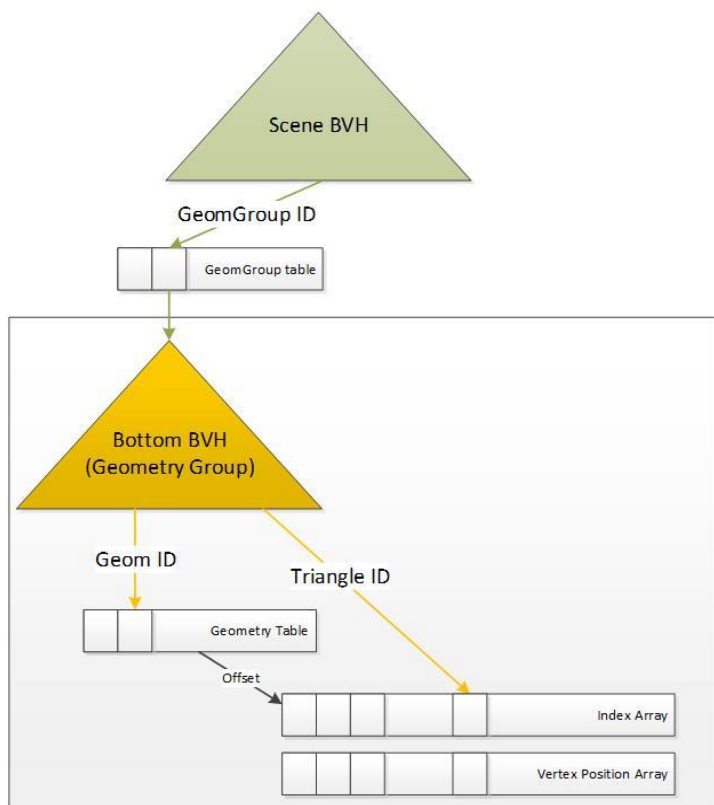 Scene BVH
GeomGroup ID
GeomGroup table
Bottom BVH
(Geometry Group)
Geom ID
Triangle ID
Geometry Table
Offset
Index Array
Vertex Position Array